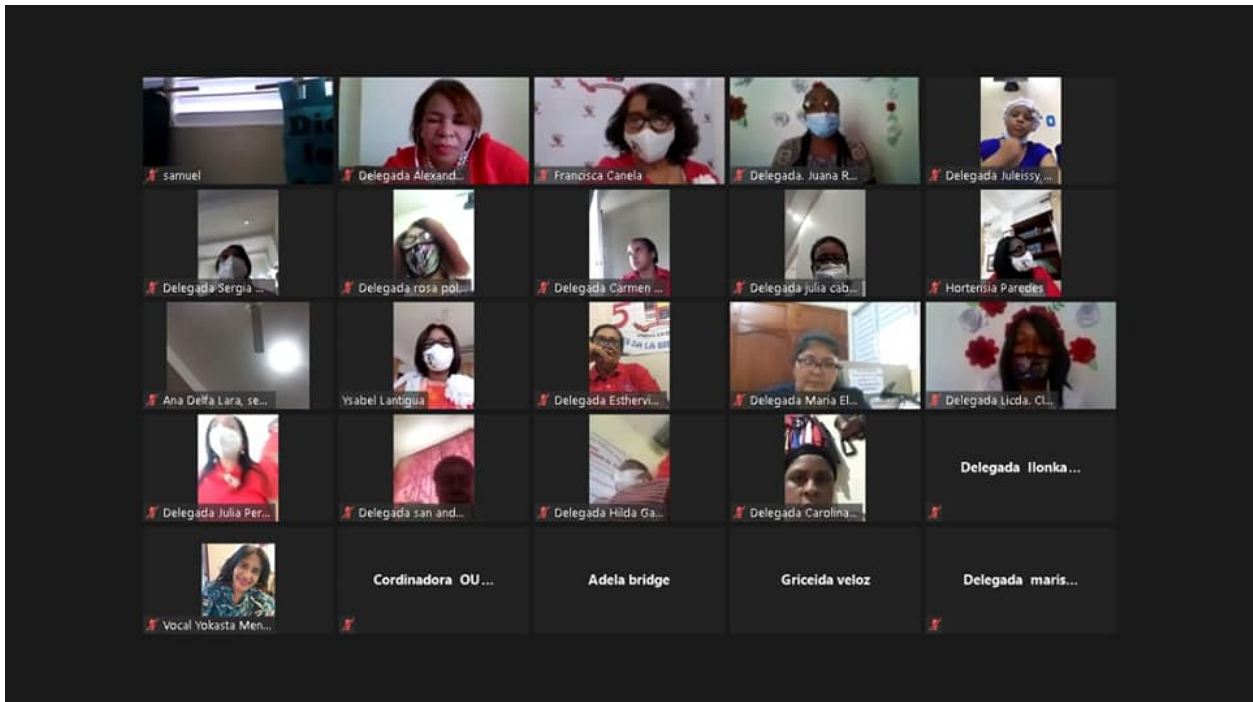 samuel
Delegada Alexand...
Francisca Canela
Delegada. Juana R...
Delegada Juleissy ...
Delegada Sergia ...
Delegada rosa pol...
Delegada Carmen ...
Delegada julia cab...
Hortensia Paredes
Ana Delfa Lara, se...
Ysabel Lantigua
5
Delegada Esthervi...
Delegada Maria El...
Delegada Licda. Cl...
Delegada Julia Per...
Delegada san and...
Delegada Hilda Ga...
Delegada Carolina...
Delegada Ilonka...
Vocal Yokasta Men...
Cordinadora OU...
Adela bridge
Griceida veloz
Delegada maris...